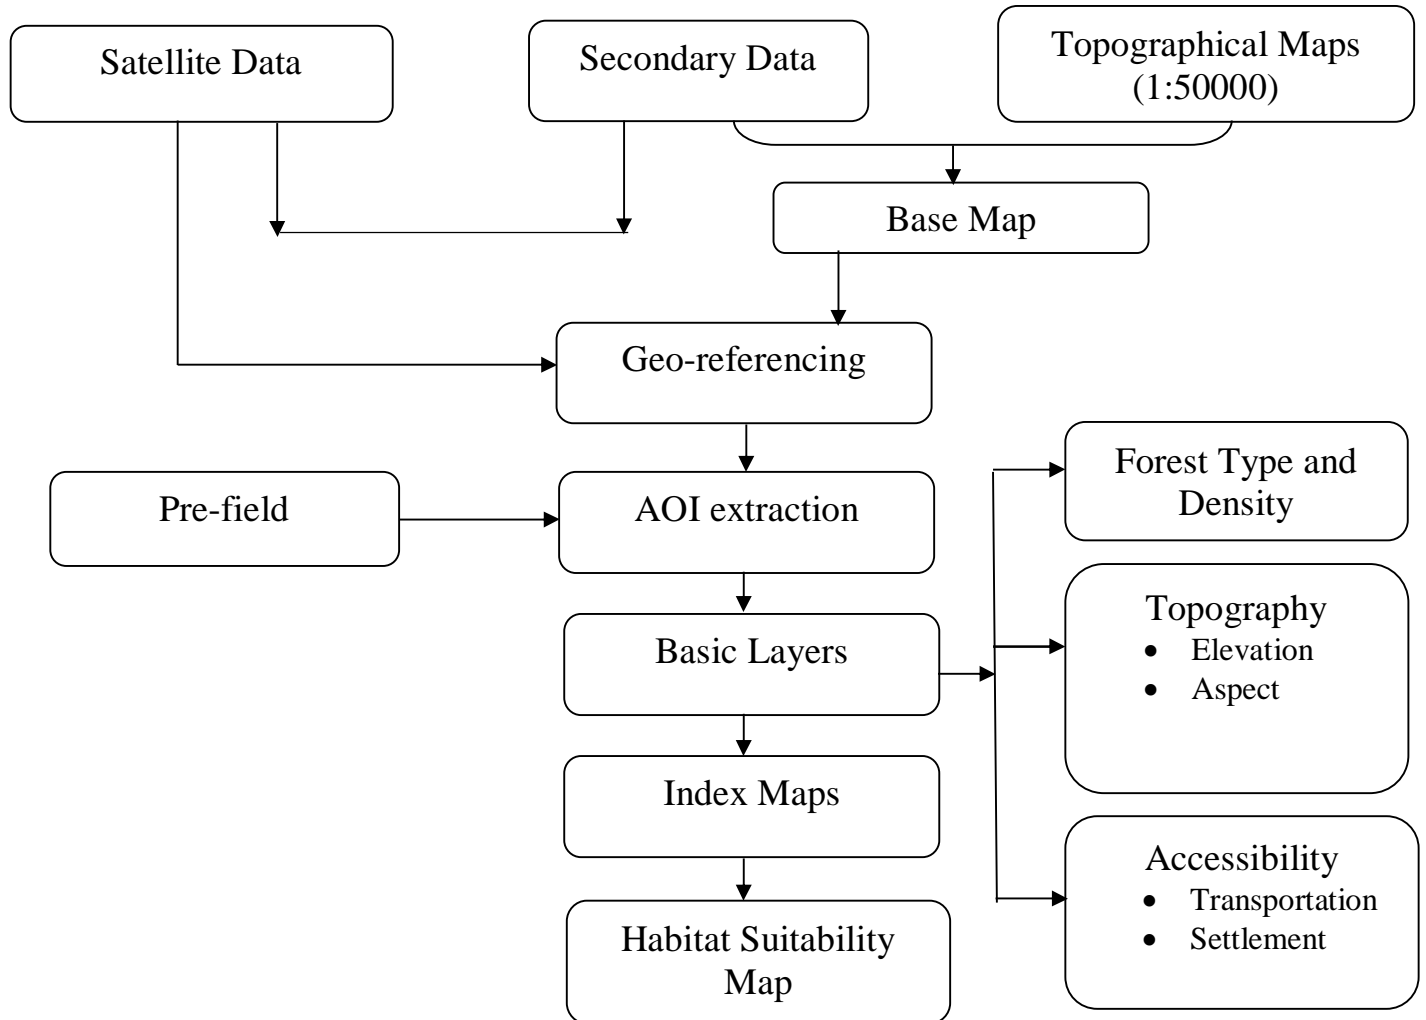 Satellite Data
Secondary Data
Topographical Maps
(1:50000)
Base Map
Geo-referencing
Pre-field
AOI extraction
Forest Type and
Density
Basic Layers
Topography
• Elevation
• Aspect
Index Maps
Accessibility
• Transportation
• Settlement
Habitat Suitability
Map